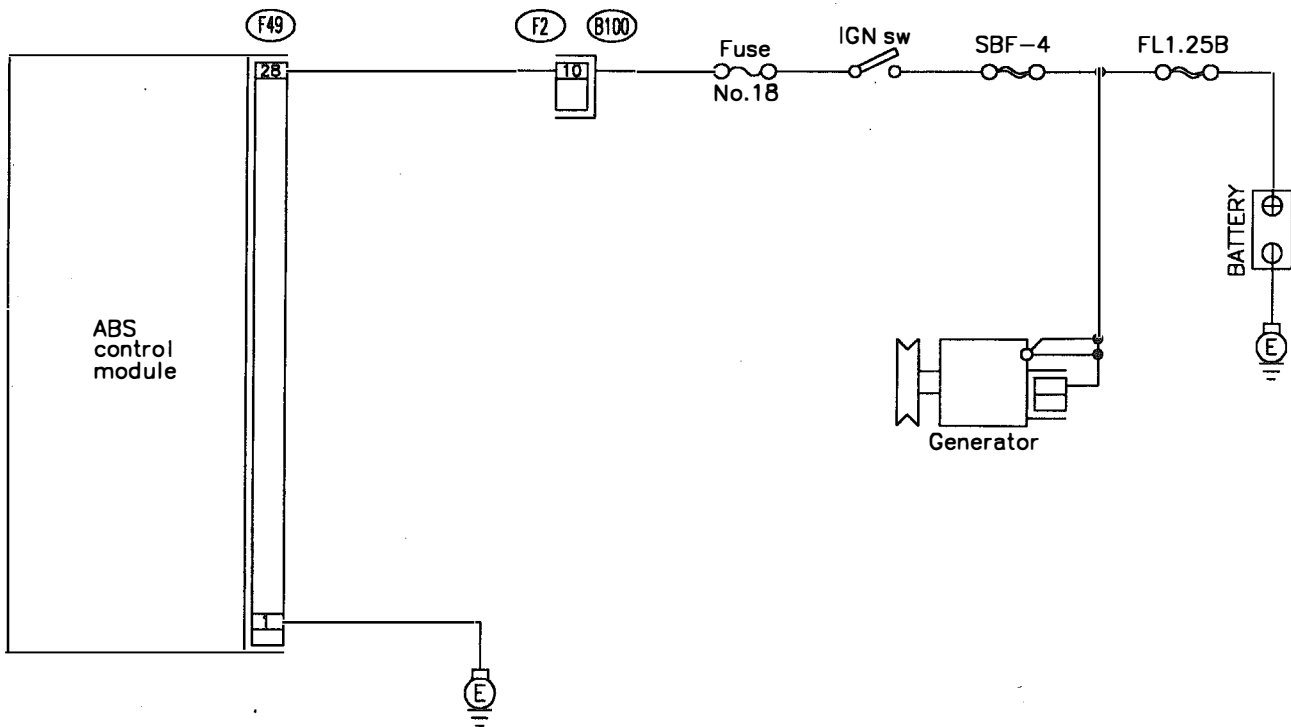 F49
F2
B100
Fuse
No.18
IGN sw
SBF-4
FL1.25B
28
10
BATTERY
E
ABS
control
module
Generator
1
E